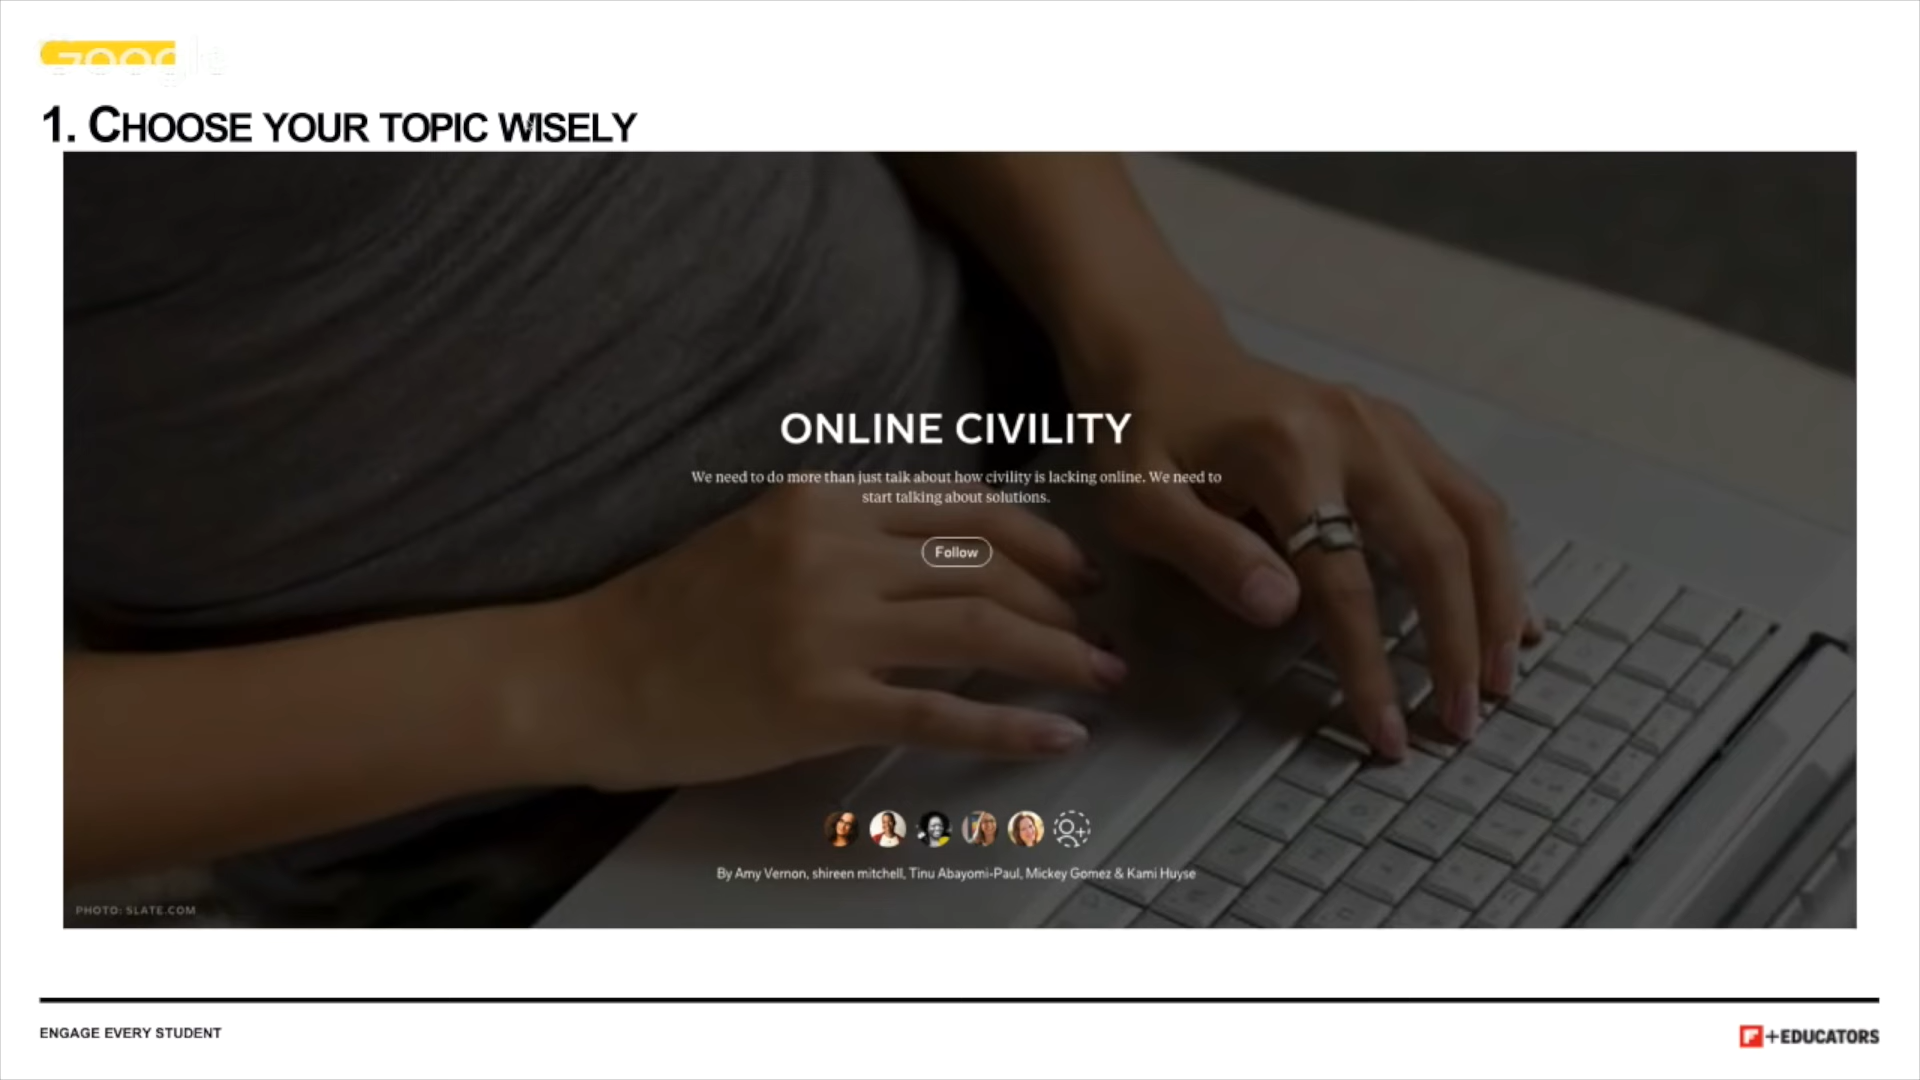 1. CHOOSE YOUR TOPIC WISELY
ONLINE CIVILITY
We need to do more than just talk about how civility is lacking online. We need to
start talking about solutions.
Follow
By Amy Vernon, shireen mitchell, Tinu Abayomi-Paul, Mickey Gomez & Kami Huyse
PHOTO: SLATE.COM
ENGAGE EVERY STUDENT
+EDUCATORS